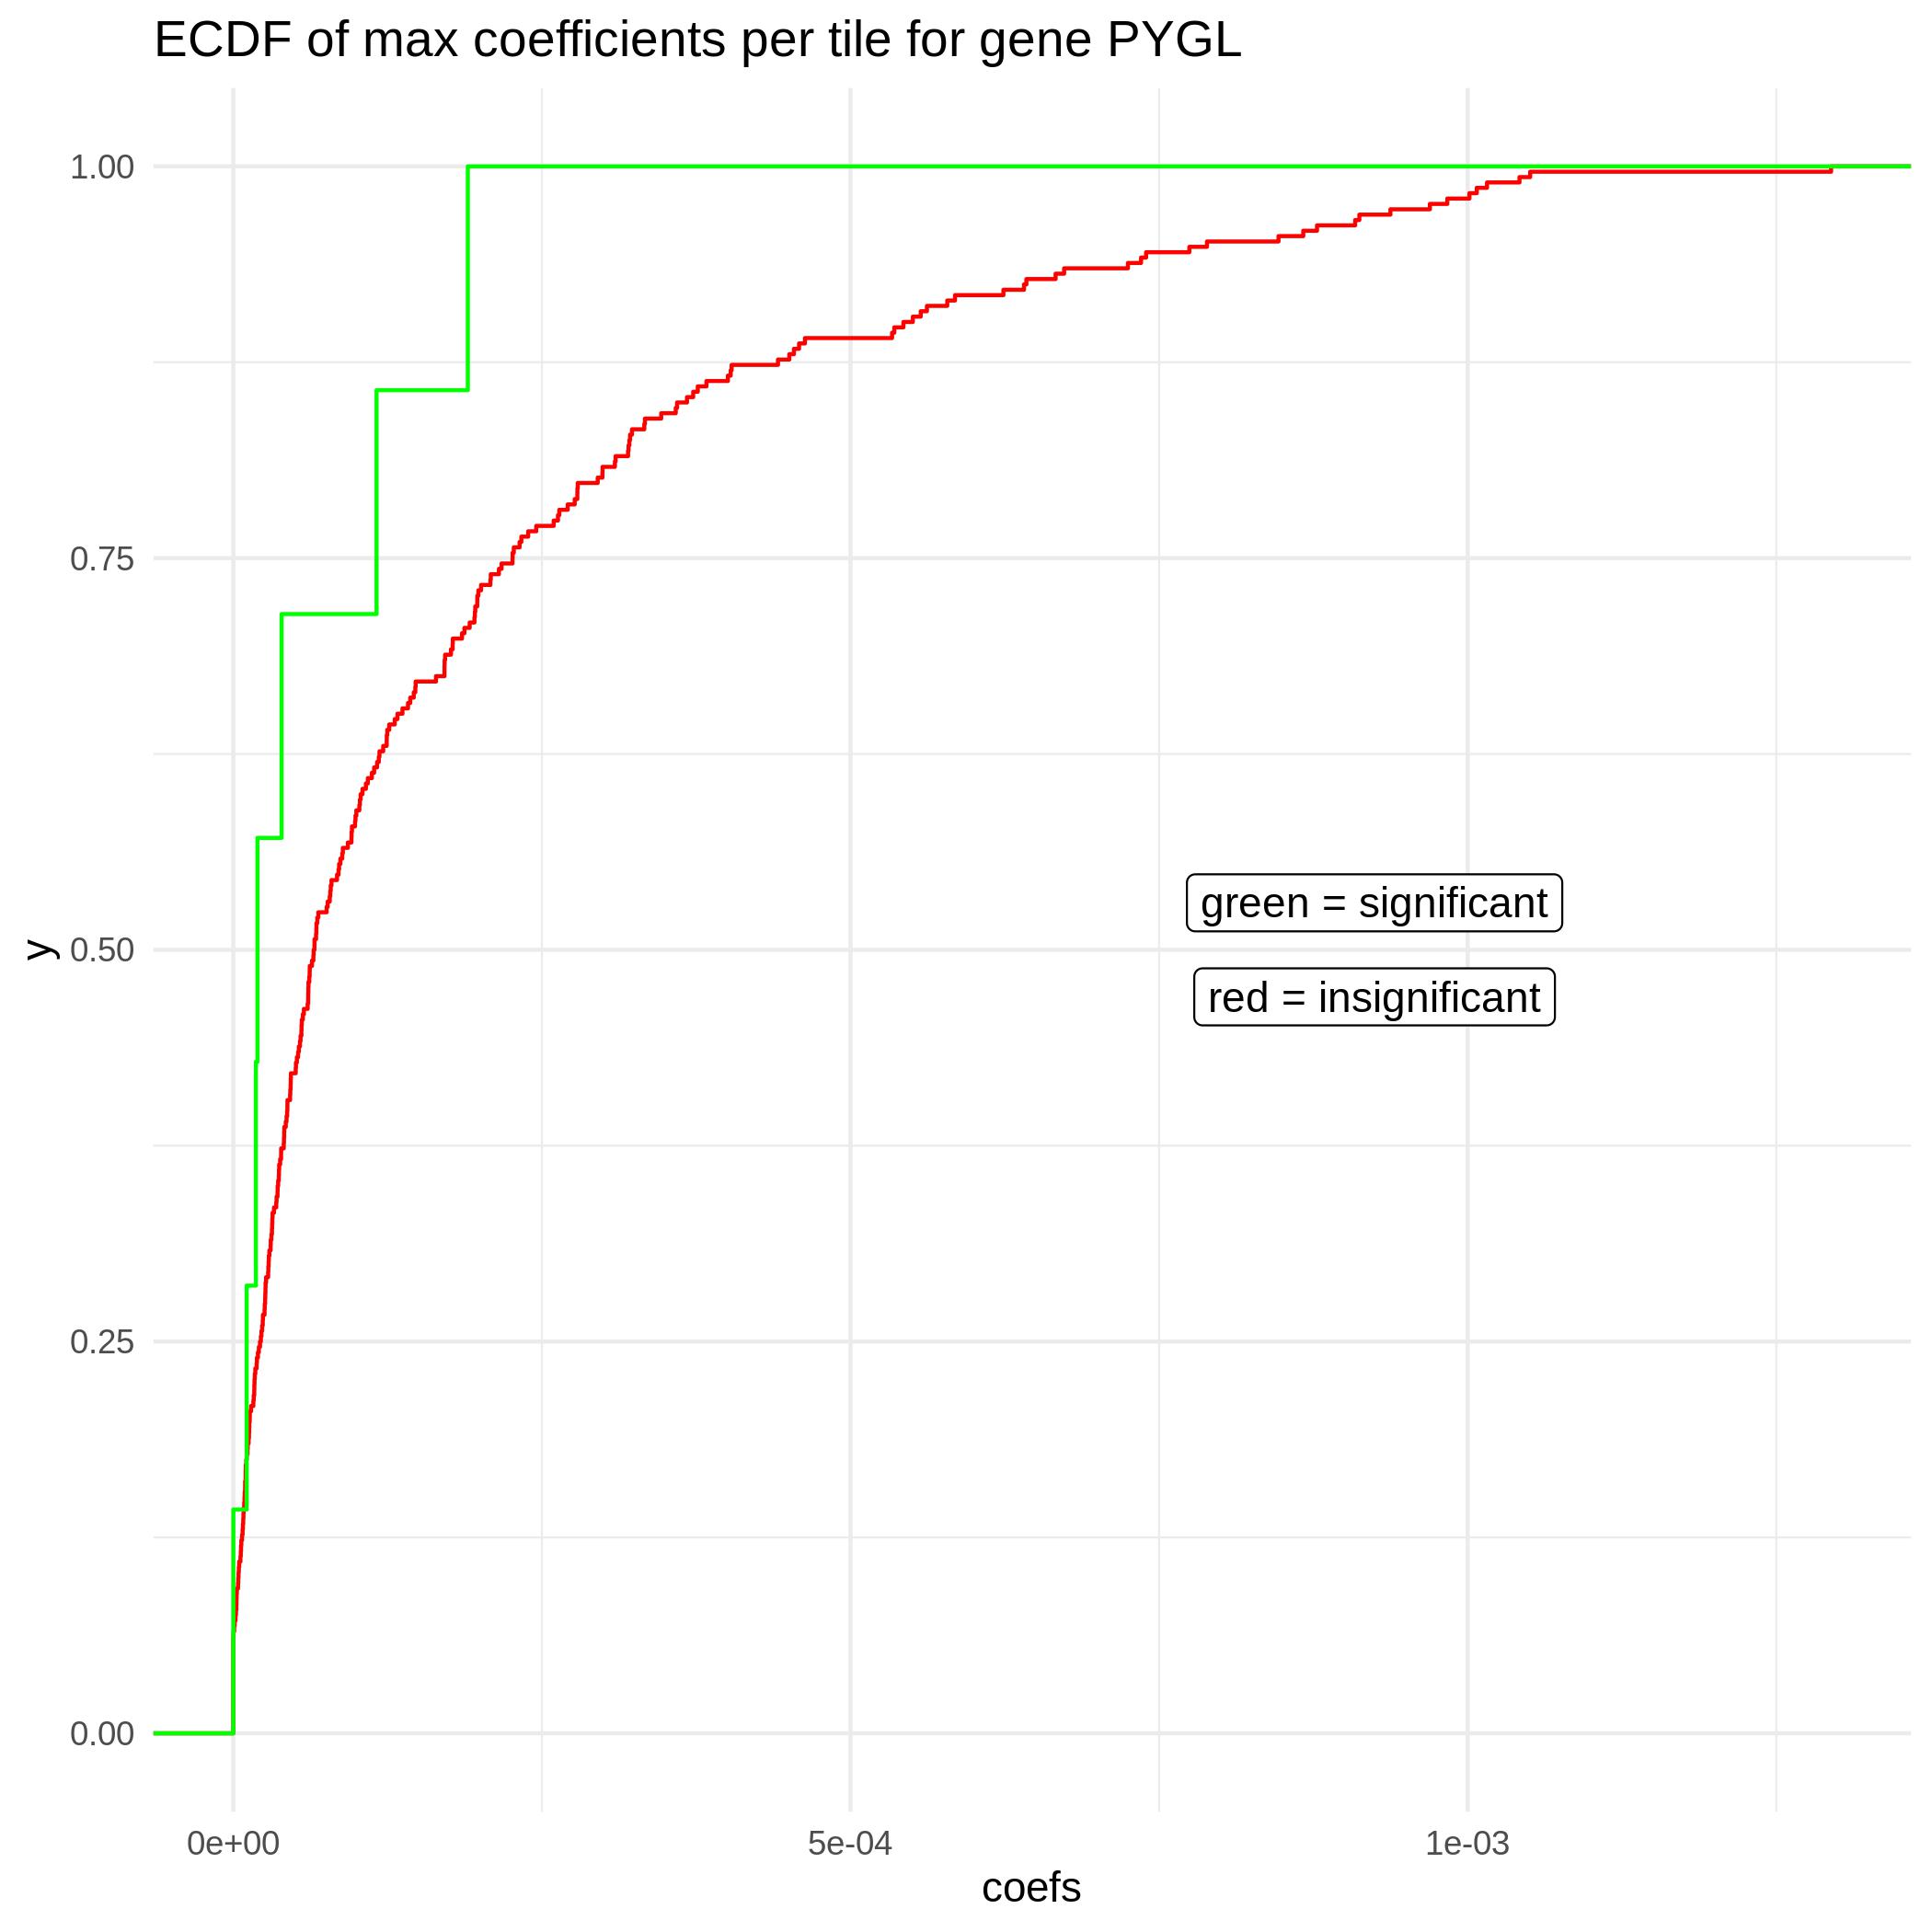 ECDF of max coefficients per tile for gene PYGL
1.00
0.75
0.50
0.25
0.00
y
green = significant
red = insignificant
0e+00
5e-04
1e-03
coefs